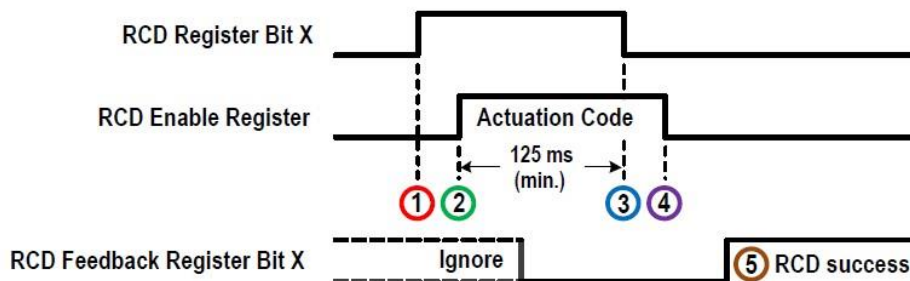 RCD Register Bit X
RCD Enable Register
Actuation Code
125 ms
(min.)
1 2 3 4
RCD Feedback Register Bit X
Ignore
5 RCD success